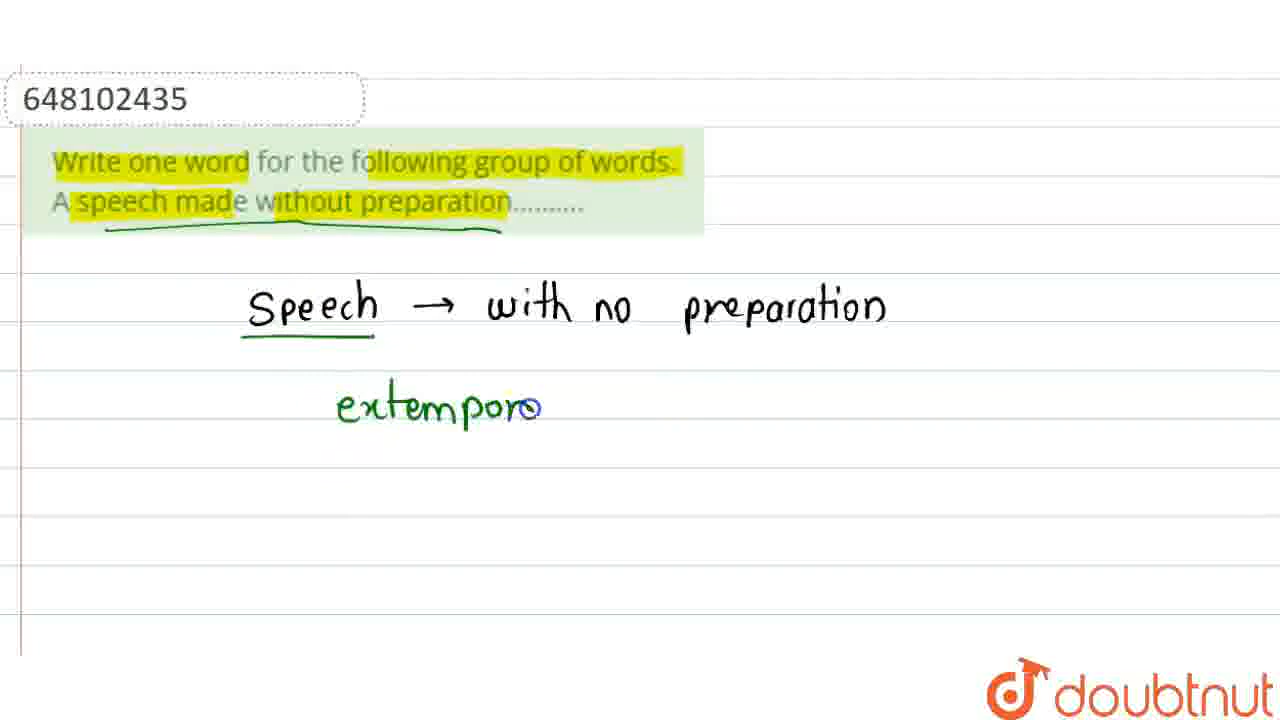 648102435
Write one word for the following group of words.
A speech made without preparation..........
Speech → with no preparation
extempor
doubtnut